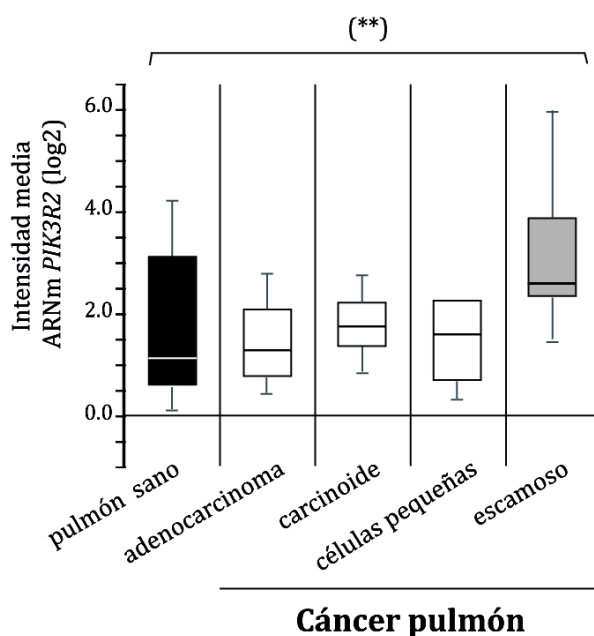 (**)
Intensidad media
ARNm PIK3R2 (log2)
6.0
4.0
2.0
0.0
pulmón sano
adenocarcinoma
carcinoide
células pequeñas
escamoso
Cáncer pulmón